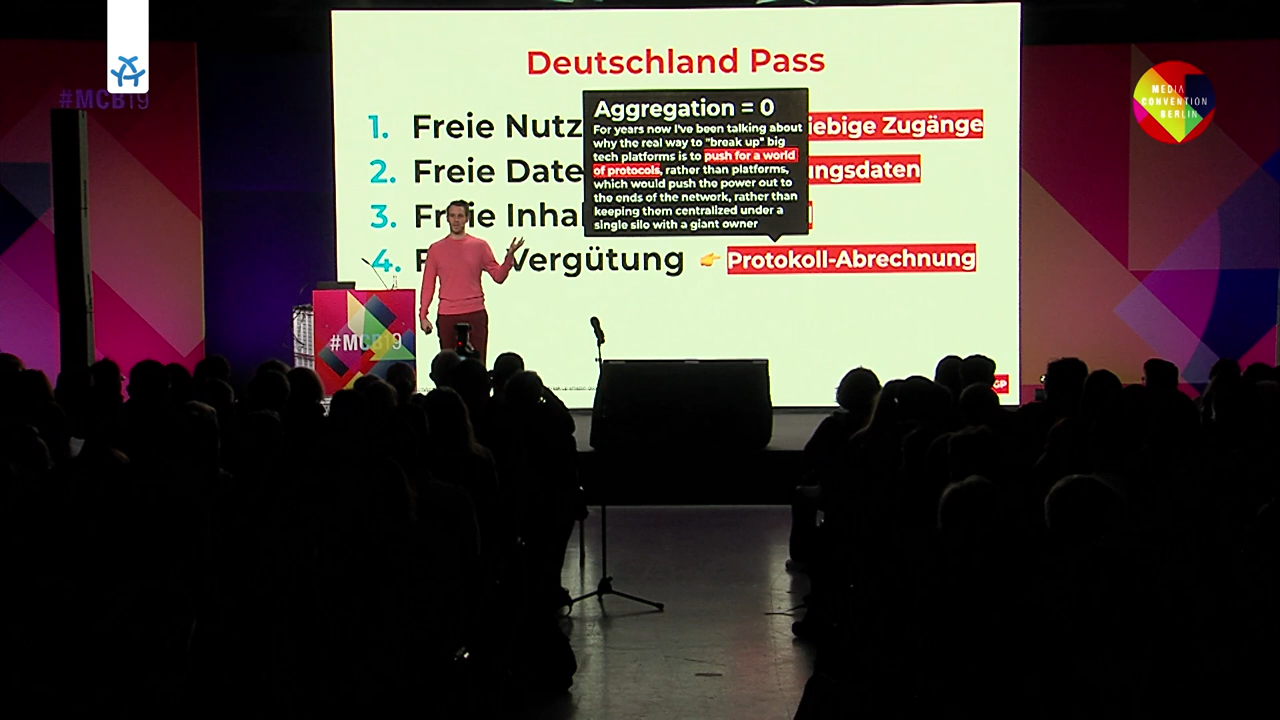 #MCB19
MEDIA
CONVENTION
BERLIN
Deutschland Pass
Aggregation = 0
For years now I've been talking about
why the real way to "break up" big
tech platforms is to push for a world
of protocols, rather than platforms,
which would push the power out to
the ends of the network, rather than
keeping them centralized under a
single silo with a giant owner
1. Freie Nutz iebige Zugänge
2. Freie Date ungsdaten
3. Fr ie Inha
4. F Vergütung 👉 Protokoll-Abrechnung
#MCB19
GP